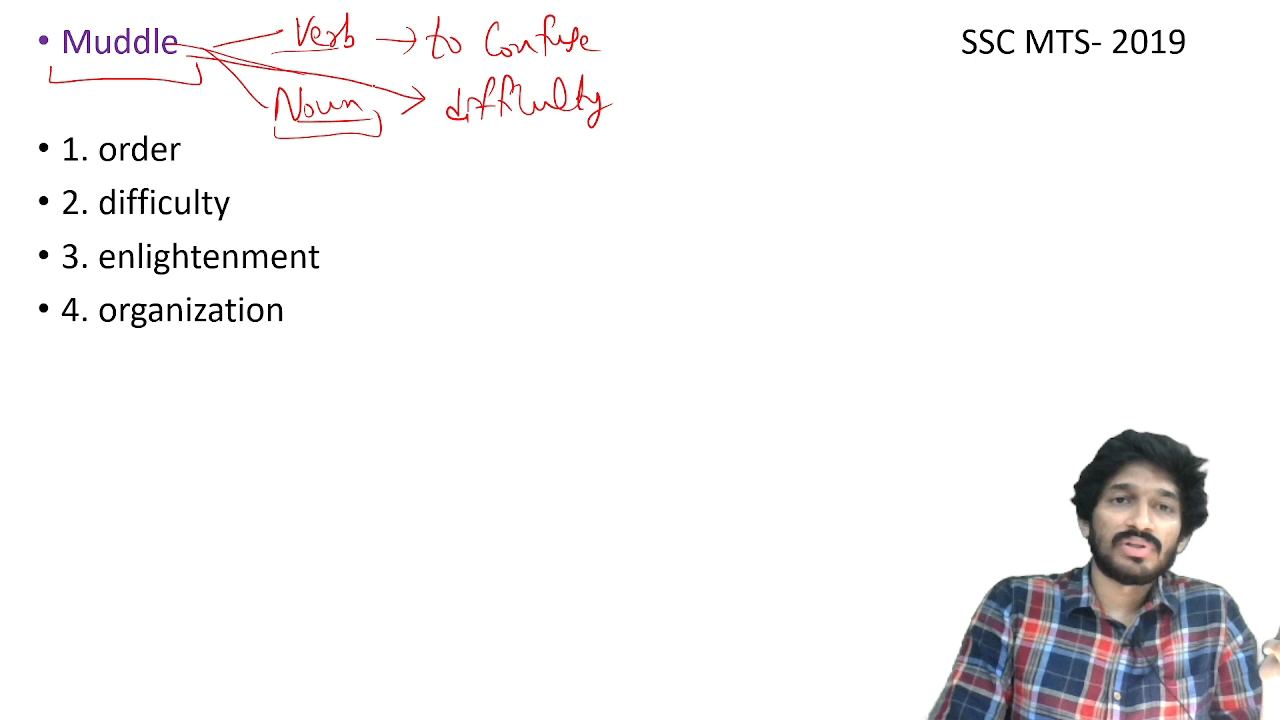 • Muddle Verb → to Confuse SSC MTS- 2019
Noun → difficulty
• 1. order
• 2. difficulty
• 3. enlightenment
• 4. organization